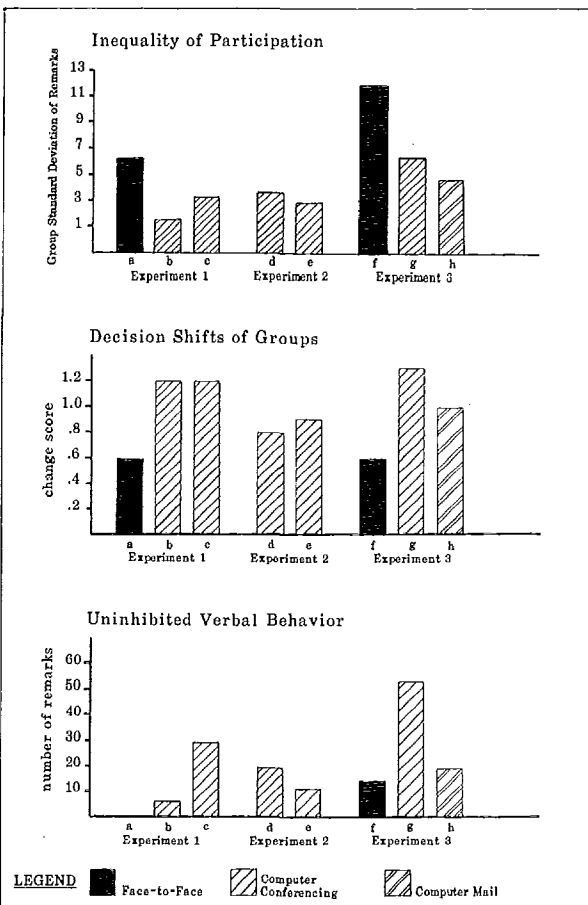 Inequality of Participation
Group Standard Deviation of Remarks
13
11
9
7
5
3
1
a b c d e f g h
Experiment 1 Experiment 2 Experiment 3
Decision Shifts of Groups
change score
1.2
1.0
.8
.6
.4
.2
a b c d e f g h
Experiment 1 Experiment 2 Experiment 3
Uninhibited Verbal Behavior
number of remarks
60
50
40
30
20
10
a b c d e f g h
Experiment 1 Experiment 2 Experiment 3
LEGEND Face-to-Face Computer Conferencing Computer Mail